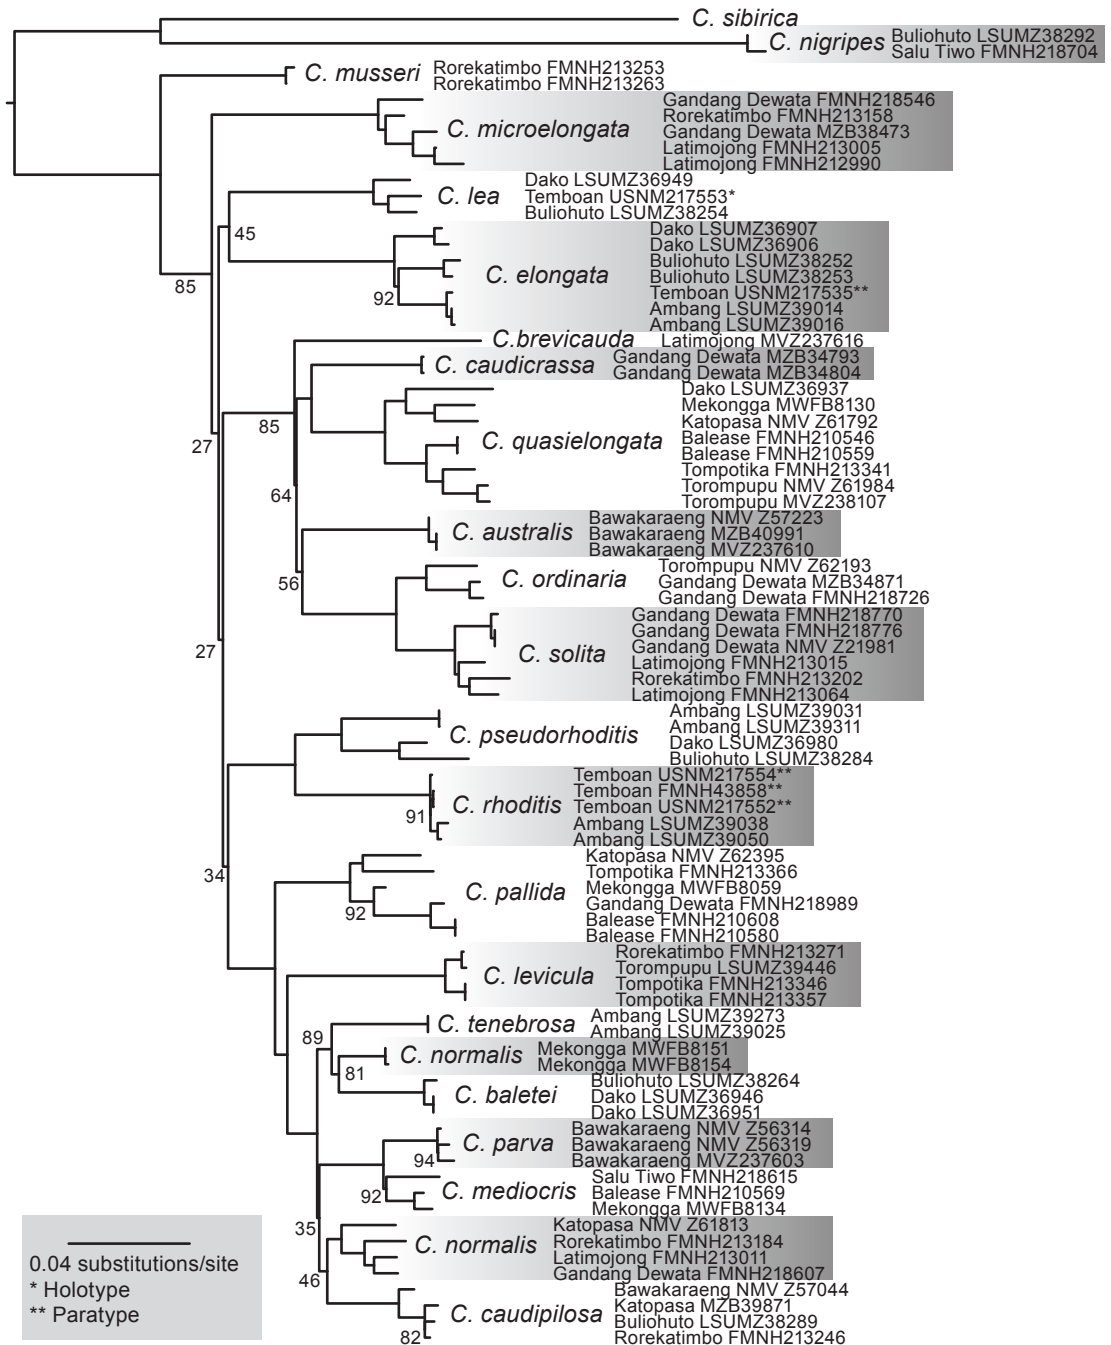 C. sibirica
C. nigripes
Buliohuto LSUMZ38292
Salu Tiwo FMNH218704
C. musseri
Rorekatimbo FMNH213253
Rorekatimbo FMNH213263
C. microelongata
Gandang Dewata FMNH218546
Rorekatimbo FMNH213158
Gandang Dewata MZB38473
Latimojong FMNH213005
Latimojong FMNH212990
C. lea
Dako LSUMZ36949
Temboan USNM217553*
Buliohuto LSUMZ38254
45
85
C. elongata
Dako LSUMZ36907
Dako LSUMZ36906
Buliohuto LSUMZ38252
Buliohuto LSUMZ38253
Temboan USNM217535**
Ambang LSUMZ39014
Ambang LSUMZ39016
92
C.brevicauda
Latimojong MVZ237616
C. caudicrassa
Gandang Dewata MZB34793
Gandang Dewata MZB34804
85
27
64
C. quasielongata
Dako LSUMZ36937
Mekongga MWFB8130
Katopasa NMV Z61792
Balease FMNH210546
Balease FMNH210559
Tompotika FMNH213341
Torompupu NMV Z61984
Torompupu MVZ238107
C. australis
Bawakaraeng NMV Z57223
Bawakaraeng MZB40991
Bawakaraeng MVZ237610
56
C. ordinaria
Torompupu NMV Z62193
Gandang Dewata MZB34871
Gandang Dewata FMNH218726
27
C. solita
Gandang Dewata FMNH218770
Gandang Dewata FMNH218776
Gandang Dewata NMV Z21981
Latimojong FMNH213015
Rorekatimbo FMNH213202
Latimojong FMNH213064
C. pseudorhoditis
Ambang LSUMZ39031
Ambang LSUMZ39311
Dako LSUMZ36980
Buliohuto LSUMZ38284
91
C. rhoditis
Temboan USNM217554**
Temboan FMNH43858**
Temboan USNM217552**
Ambang LSUMZ39038
Ambang LSUMZ39050
34
92
C. pallida
Katopasa NMV Z62395
Tompotika FMNH213366
Mekongga MWFB8059
Gandang Dewata FMNH218989
Balease FMNH210608
Balease FMNH210580
C. levicula
Rorekatimbo FMNH213271
Torompupu LSUMZ39446
Tompotika FMNH213346
Tompotika FMNH213357
89
C. tenebrosa
Ambang LSUMZ39273
Ambang LSUMZ39025
81
C. normalis
Mekongga MWFB8151
Mekongga MWFB8154
C. baletei
Buliohuto LSUMZ38264
Dako LSUMZ36946
Dako LSUMZ36951
94
C. parva
Bawakaraeng NMV Z56314
Bawakaraeng NMV Z56319
Bawakaraeng MVZ237603
92
C. mediocris
Salu Tiwo FMNH218615
Balease FMNH210569
Mekongga MWFB8134
35
46
C. normalis
Katopasa NMV Z61813
Rorekatimbo FMNH213184
Latimojong FMNH213011
Gandang Dewata FMNH218607
82
C. caudipilosa
Bawakaraeng NMV Z57044
Katopasa MZB39871
Buliohuto LSUMZ38289
Rorekatimbo FMNH213246
0.04 substitutions/site
* Holotype
** Paratype